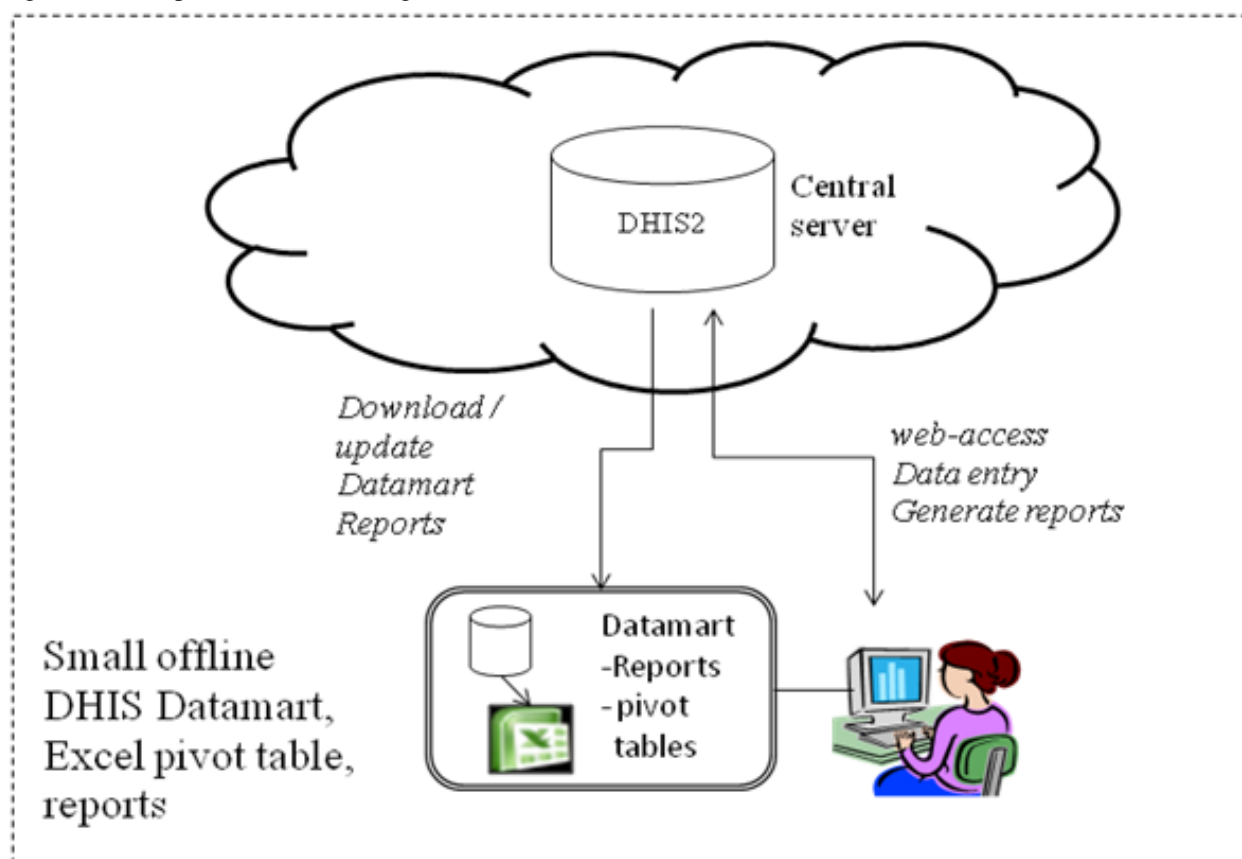 DHIS2
Central
server
Download /
update
Datamart
Reports
web-access
Data entry
Generate reports
Datamart
-Reports
-pivot
tables
Small offline
DHIS Datamart,
Excel pivot table,
reports